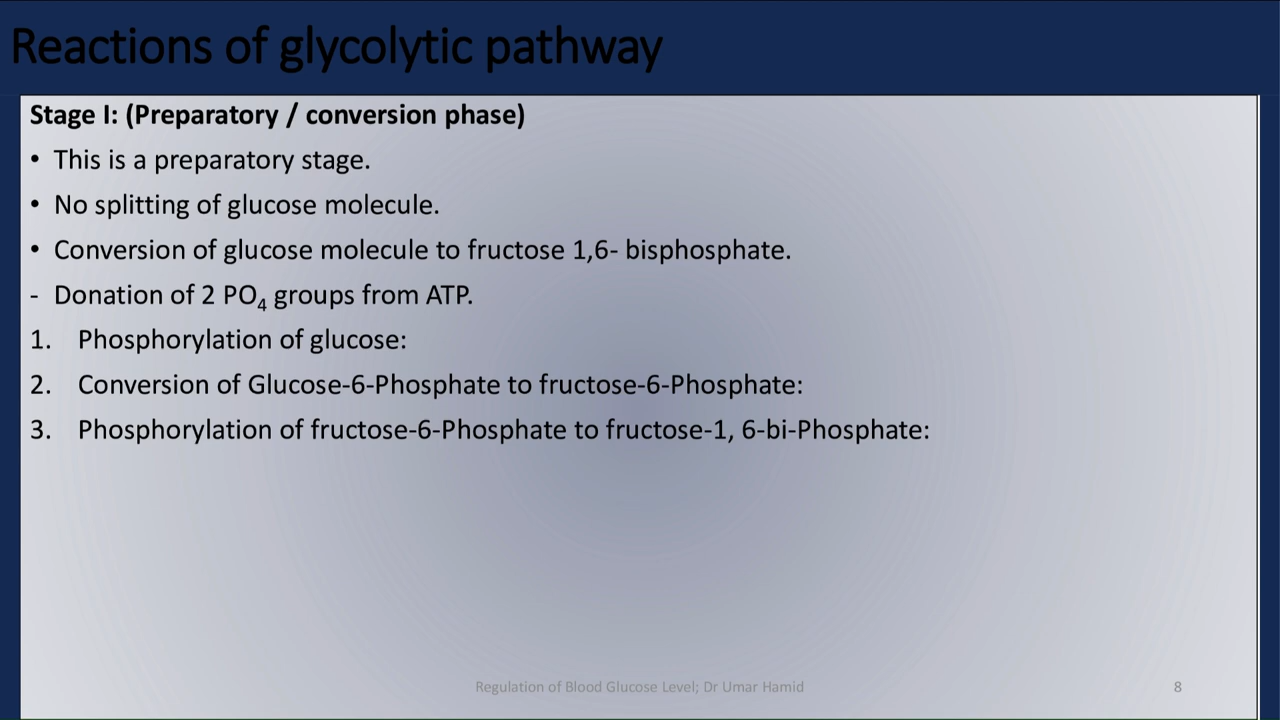 Reactions of glycolytic pathway
Stage I: (Preparatory / conversion phase)
• This is a preparatory stage.
• No splitting of glucose molecule.
• Conversion of glucose molecule to fructose 1,6- bisphosphate.
- Donation of 2 PO₄ groups from ATP.
1. Phosphorylation of glucose:
2. Conversion of Glucose-6-Phosphate to fructose-6-Phosphate:
3. Phosphorylation of fructose-6-Phosphate to fructose-1, 6-bi-Phosphate:
Regulation of Blood Glucose Level; Dr Umar Hamid
8